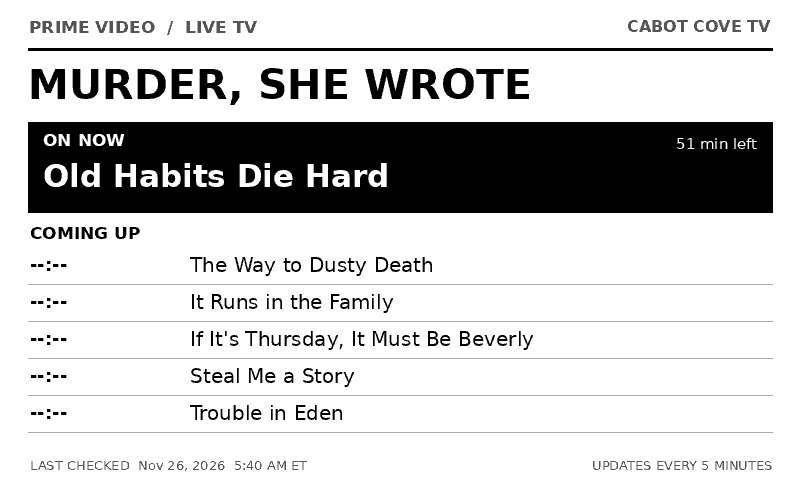 PRIME VIDEO / LIVE TV
CABOT COVE TV
MURDER, SHE WROTE
ON NOW
51 min left
Old Habits Die Hard
COMING UP
--:-- The Way to Dusty Death
--:-- It Runs in the Family
--:-- If It's Thursday, It Must Be Beverly
--:-- Steal Me a Story
--:-- Trouble in Eden
LAST CHECKED Nov 26, 2026 5:40 AM ET
UPDATES EVERY 5 MINUTES